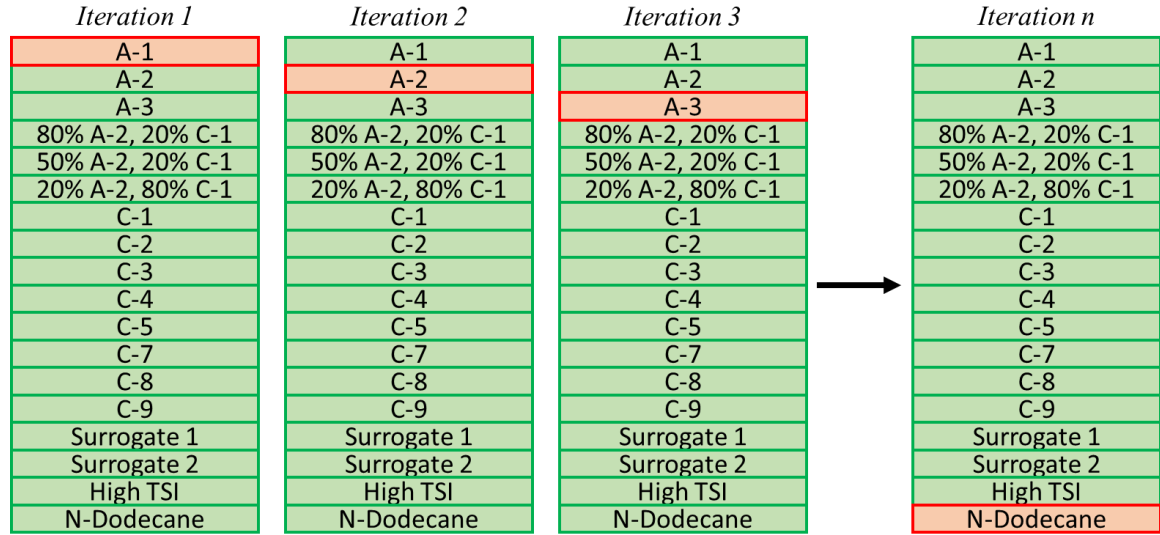 Iteration 1
A-1
A-2
A-3
80% A-2, 20% C-1
50% A-2, 20% C-1
20% A-2, 80% C-1
C-1
C-2
C-3
C-4
C-5
C-7
C-8
C-9
Surrogate 1
Surrogate 2
High TSI
N-Dodecane
Iteration 2
A-1
A-2
A-3
80% A-2, 20% C-1
50% A-2, 20% C-1
20% A-2, 80% C-1
C-1
C-2
C-3
C-4
C-5
C-7
C-8
C-9
Surrogate 1
Surrogate 2
High TSI
N-Dodecane
Iteration 3
A-1
A-2
A-3
80% A-2, 20% C-1
50% A-2, 20% C-1
20% A-2, 80% C-1
C-1
C-2
C-3
C-4
C-5
C-7
C-8
C-9
Surrogate 1
Surrogate 2
High TSI
N-Dodecane
Iteration n
A-1
A-2
A-3
80% A-2, 20% C-1
50% A-2, 20% C-1
20% A-2, 80% C-1
C-1
C-2
C-3
C-4
C-5
C-7
C-8
C-9
Surrogate 1
Surrogate 2
High TSI
N-Dodecane